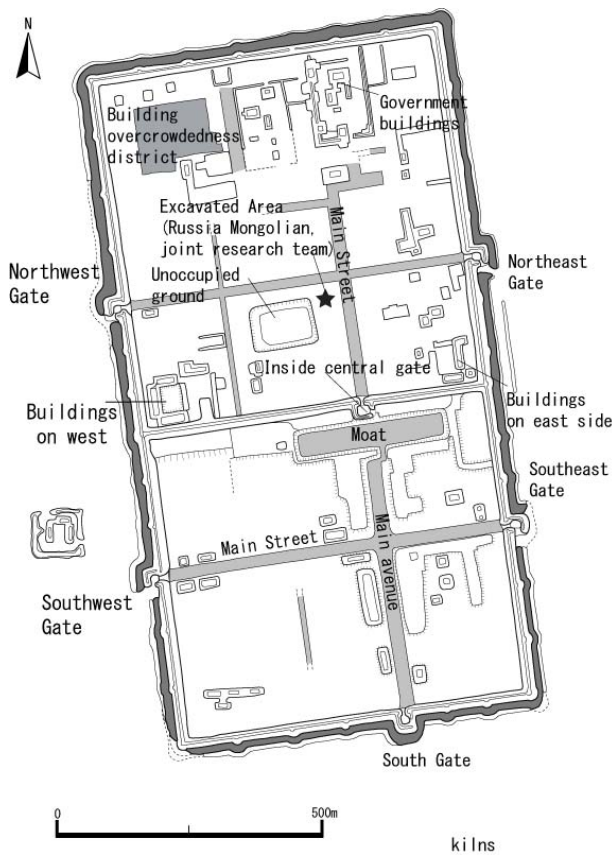 N
Building
overcrowdedness
district
Government
buildings
Excavated Area
(Russia Mongolian,
joint research team)
Main Street
Northwest
Gate
Unoccupied
ground
Northeast
Gate
Inside central gate
Buildings
on west
Buildings
on east side
Moat
Southeast
Gate
Main Street
Main avenue
Southwest
Gate
South Gate
0
500m
kilns